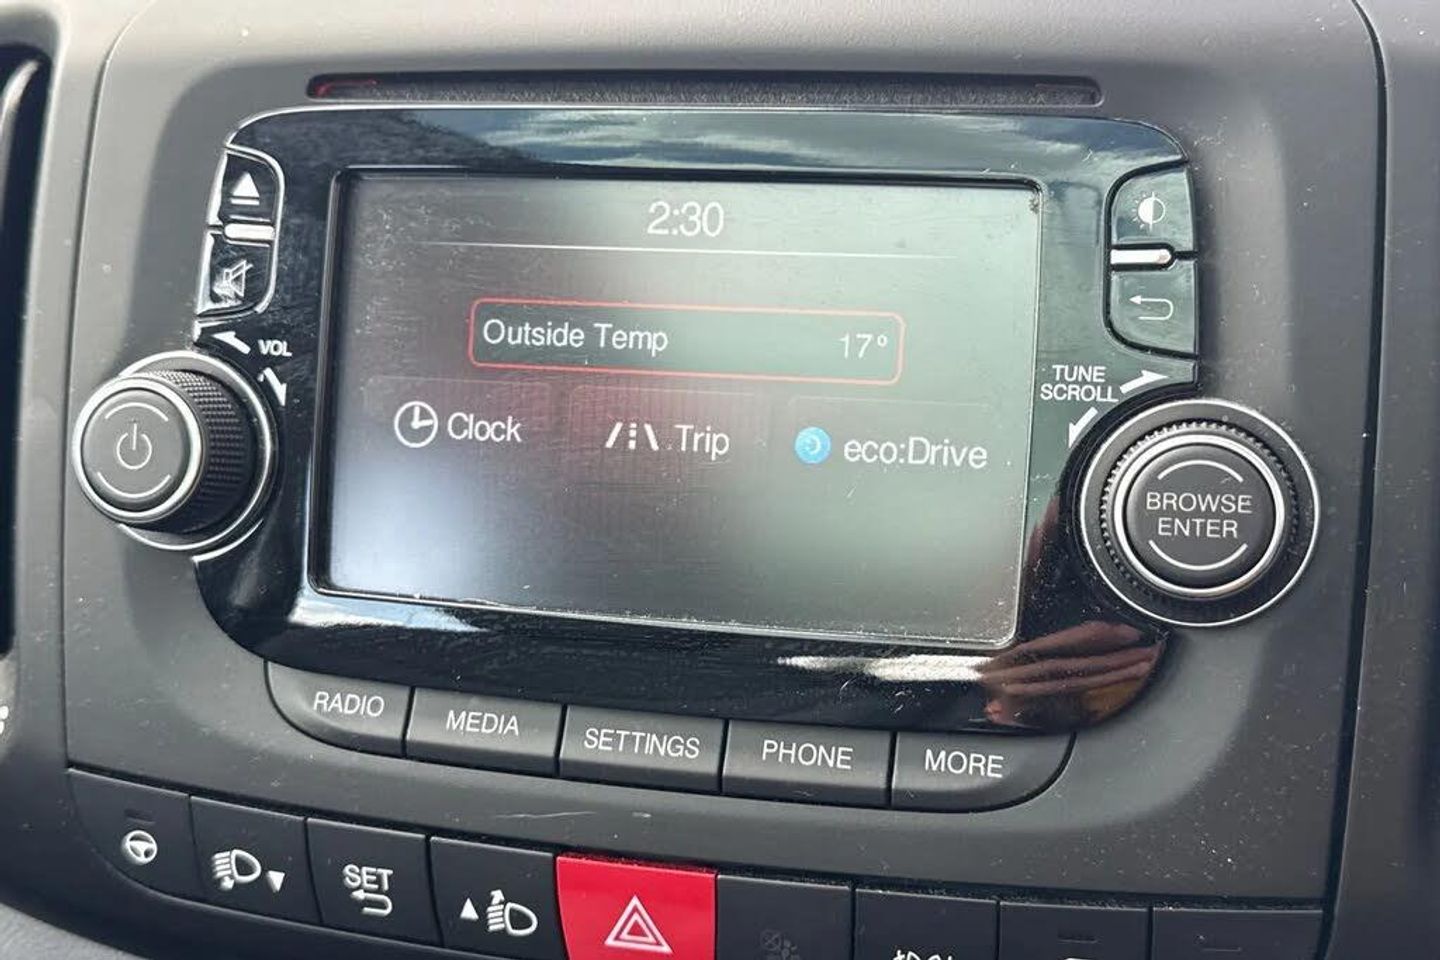 2:30
Outside Temp 17°
Clock Trip eco:Drive
VOL
TUNE
SCROLL
BROWSE
ENTER
RADIO MEDIA SETTINGS PHONE MORE
SET